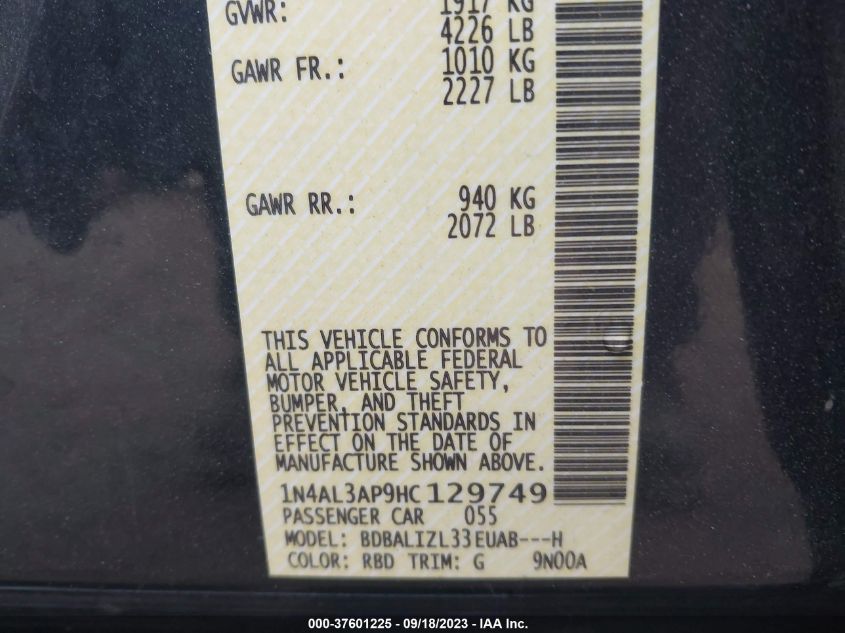 GVWR: 1917 KG
4226 LB
GAWR FR.: 1010 KG
2227 LB
GAWR RR.: 940 KG
2072 LB
THIS VEHICLE CONFORMS TO
ALL APPLICABLE FEDERAL
MOTOR VEHICLE SAFETY,
BUMPER, AND THEFT
PREVENTION STANDARDS IN
EFFECT ON THE DATE OF
MANUFACTURE SHOWN ABOVE.
1N4AL3AP9HC129749
PASSENGER CAR 055
MODEL: BDBALIZL33EUAB---H
COLOR: RBD TRIM: G 9N00A
000-37601225 - 09/18/2023 - IAA Inc.